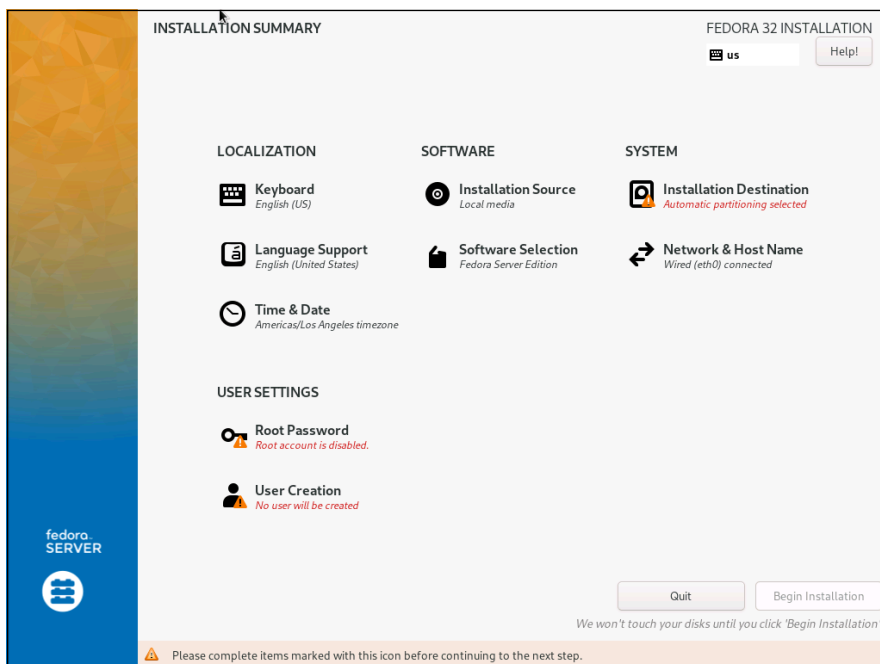 INSTALLATION SUMMARY
FEDORA 32 INSTALLATION
us
Help!
LOCALIZATION
Keyboard
English (US)
Language Support
English (United States)
Time & Date
Americas/Los Angeles timezone
SOFTWARE
Installation Source
Local media
Software Selection
Fedora Server Edition
SYSTEM
Installation Destination
Automatic partitioning selected
Network & Host Name
Wired (eth0) connected
USER SETTINGS
Root Password
Root account is disabled.
User Creation
No user will be created
fedora.
SERVER
Quit
Begin Installation
We won't touch your disks until you click 'Begin Installation'
Please complete items marked with this icon before continuing to the next step.